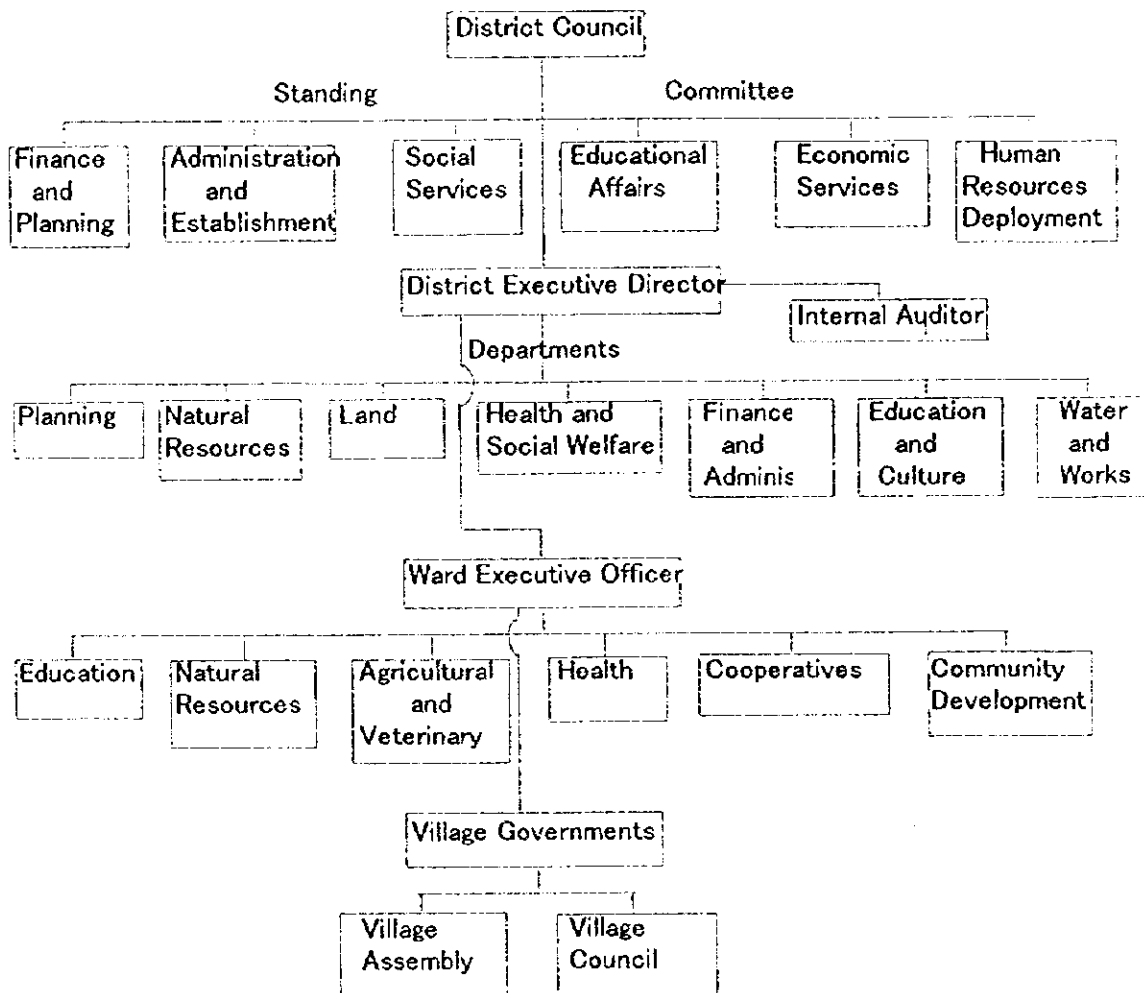 District Council
Standing Committee
Finance
and
Planning
Administration
and
Establishment
Social
Services
Educational
Affairs
Economic
Services
Human
Resources
Deployment
District Executive Director
Internal Auditor
Departments
Planning
Natural
Resources
Land
Health and
Social Welfare
Finance
and
Adminis
Education
and
Culture
Water
and
Works
Ward Executive Officer
Education
Natural
Resources
Agricultural
and
Veterinary
Health
Cooperatives
Community
Development
Village Governments
Village
Assembly
Village
Council